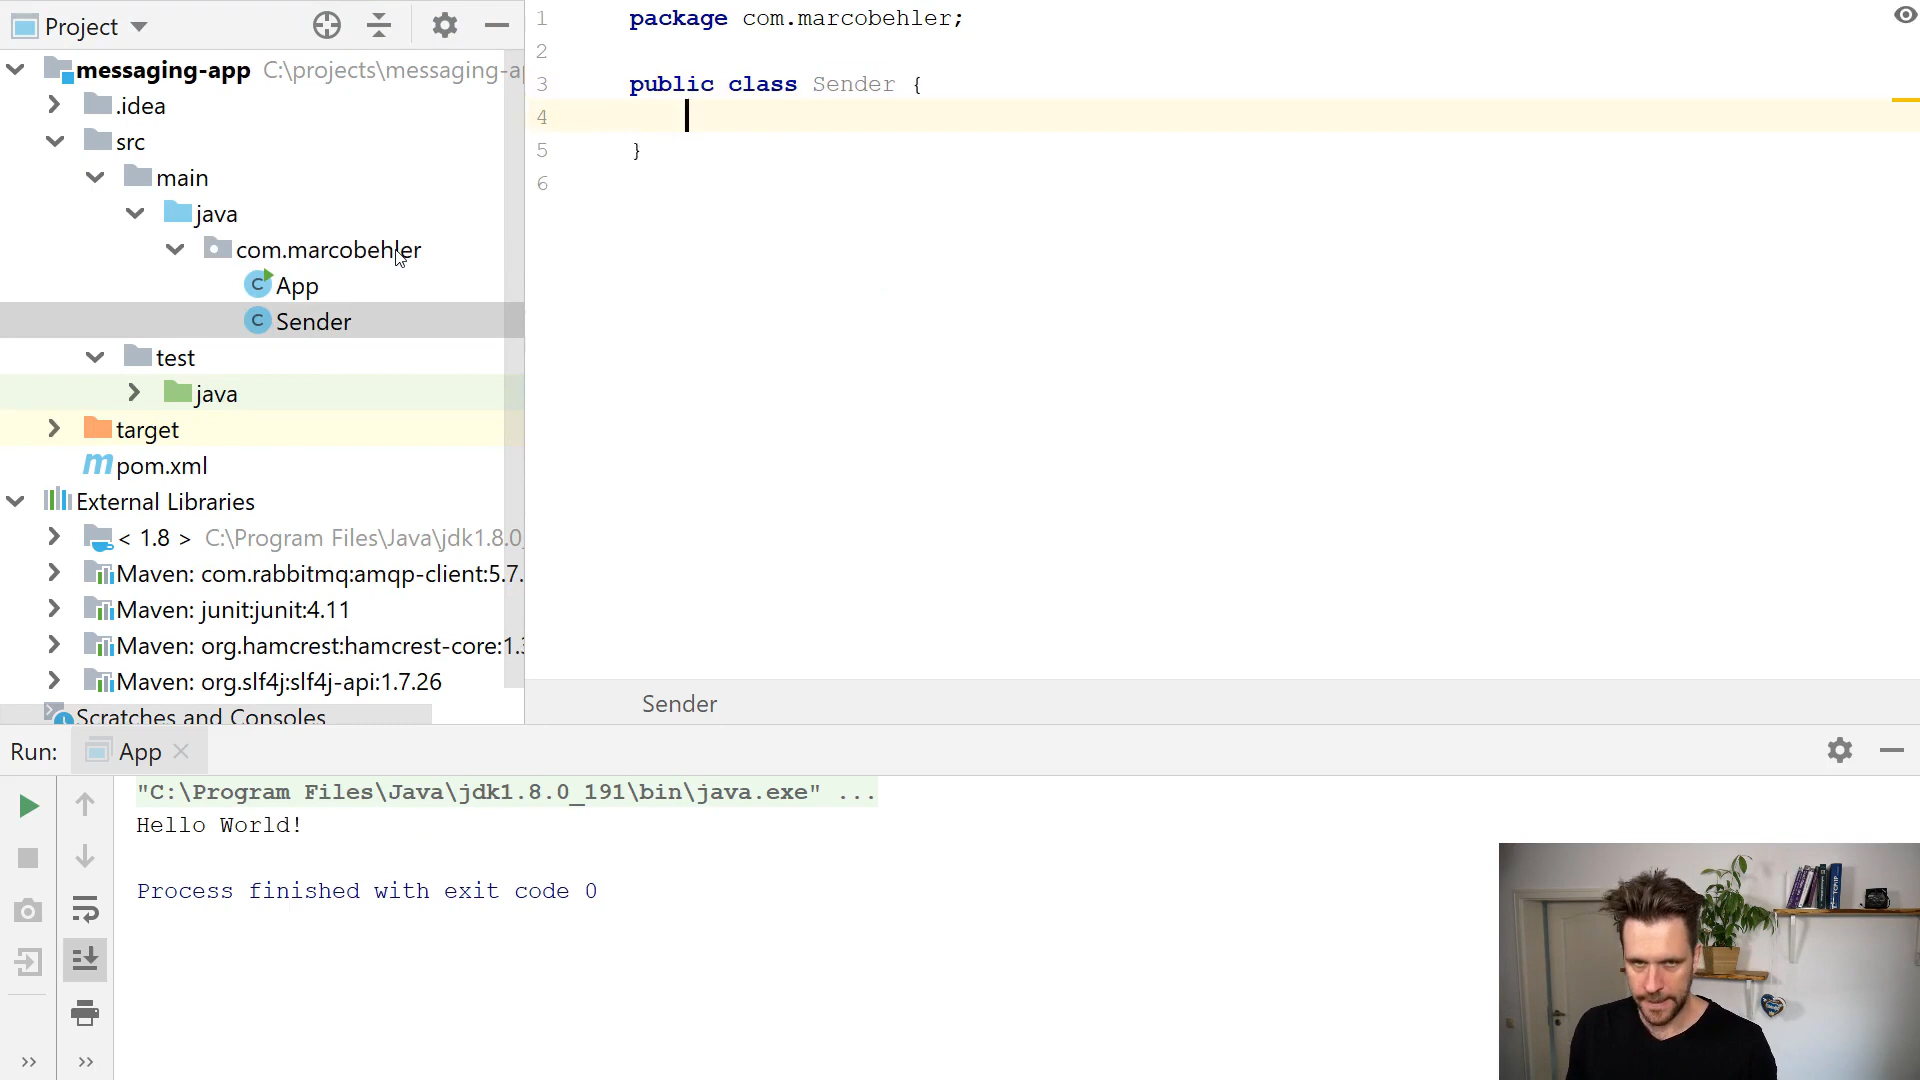 Project
messaging-app C:\projects\messaging-a
.idea
src
main
java
com.marcobehler
App
Sender
test
java
target
pom.xml
External Libraries
< 1.8 > C:\Program Files\Java\jdk1.8.0_
Maven: com.rabbitmq:amqp-client:5.7.
Maven: junit:junit:4.11
Maven: org.hamcrest:hamcrest-core:1.3
Maven: org.slf4j:slf4j-api:1.7.26
Scratches and Consoles
1 package com.marcobehler;
2
3 public class Sender {
4
5 }
6
Sender
Run: App
"C:\Program Files\Java\jdk1.8.0_191\bin\java.exe" ...
Hello World!
Process finished with exit code 0